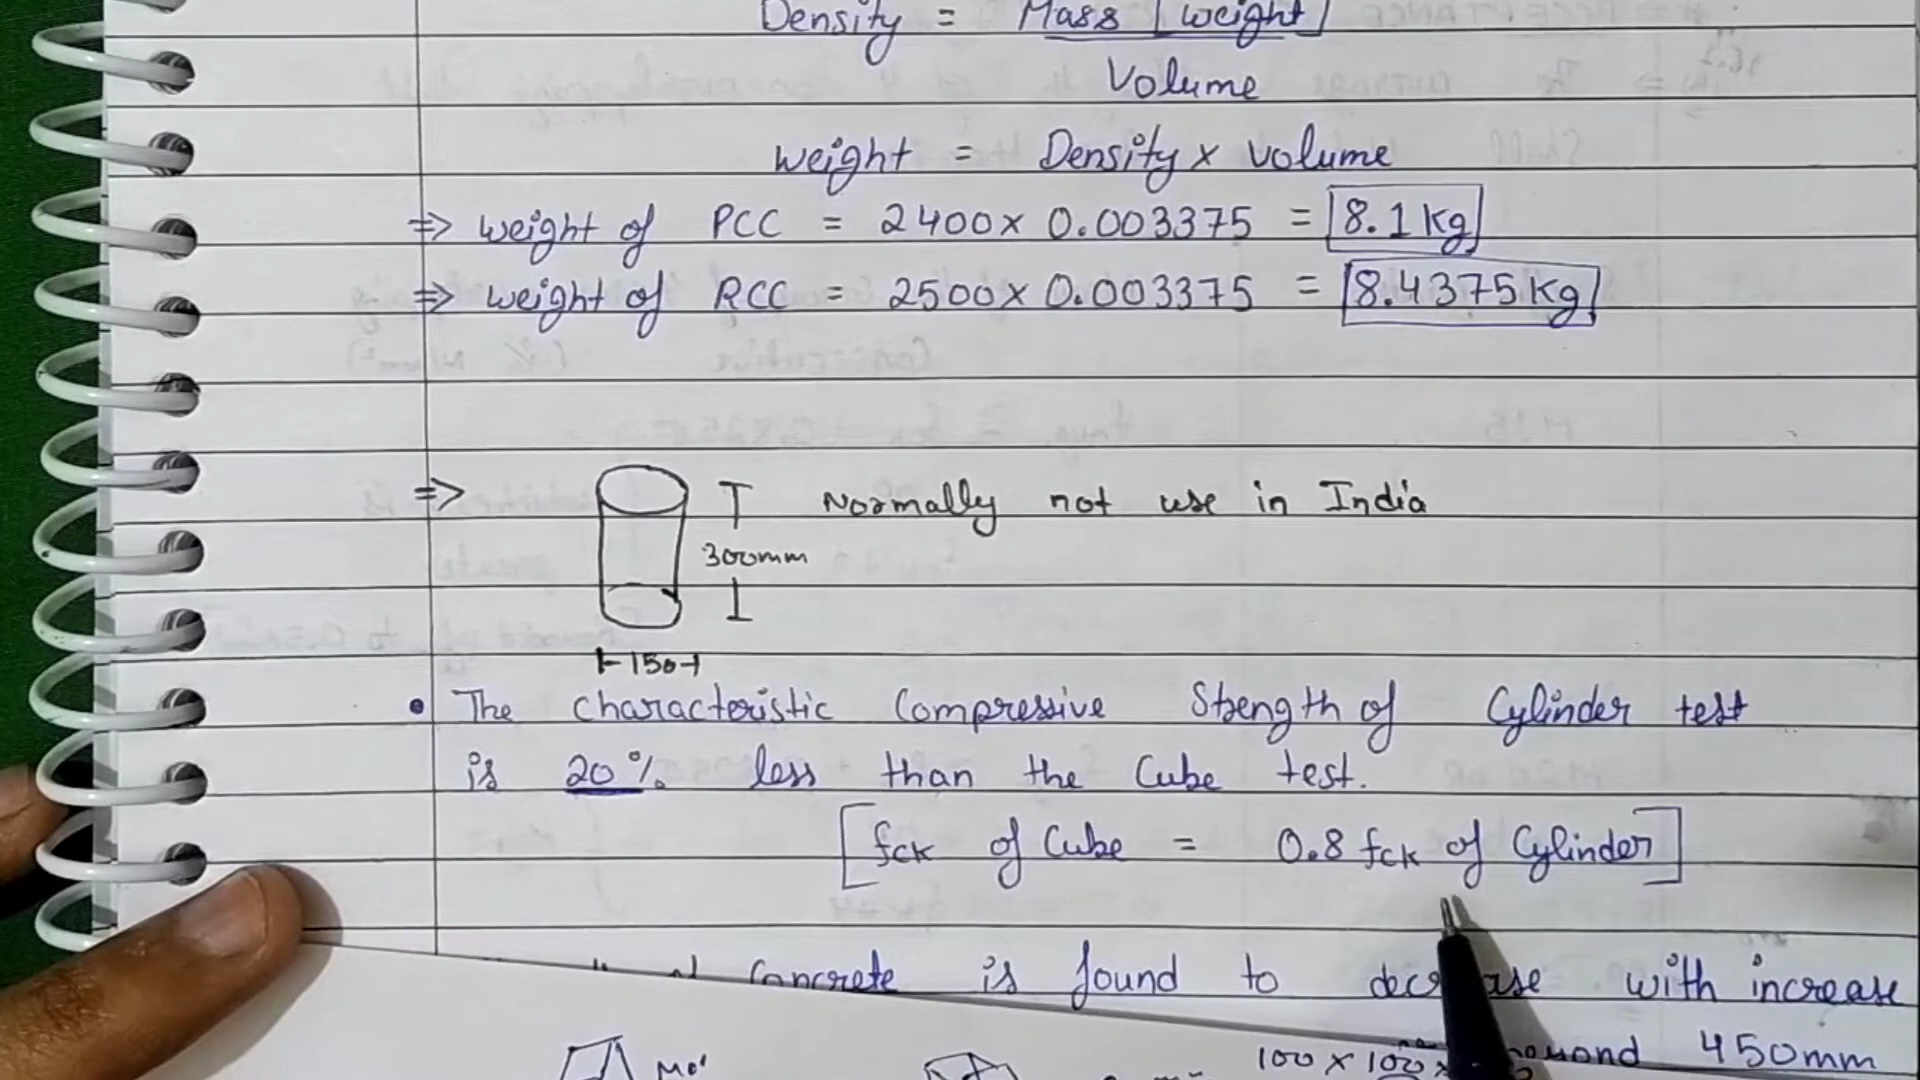 Density = Mass [weight]
Volume
weight = Density x volume
=> weight of PCC = 2400 x 0.003375 = 8.1 kg
=> weight of RCC = 2500 x 0.003375 = 8.4375 kg
=> Normally not use in India
300mm
150
• The characteristic Compressive Strength of Cylinder test
is 20% less than the Cube test.
[fck of Cube = 0.8 fck of Cylinder]
Concrete is found to with increase
100 x 100 x 450mm